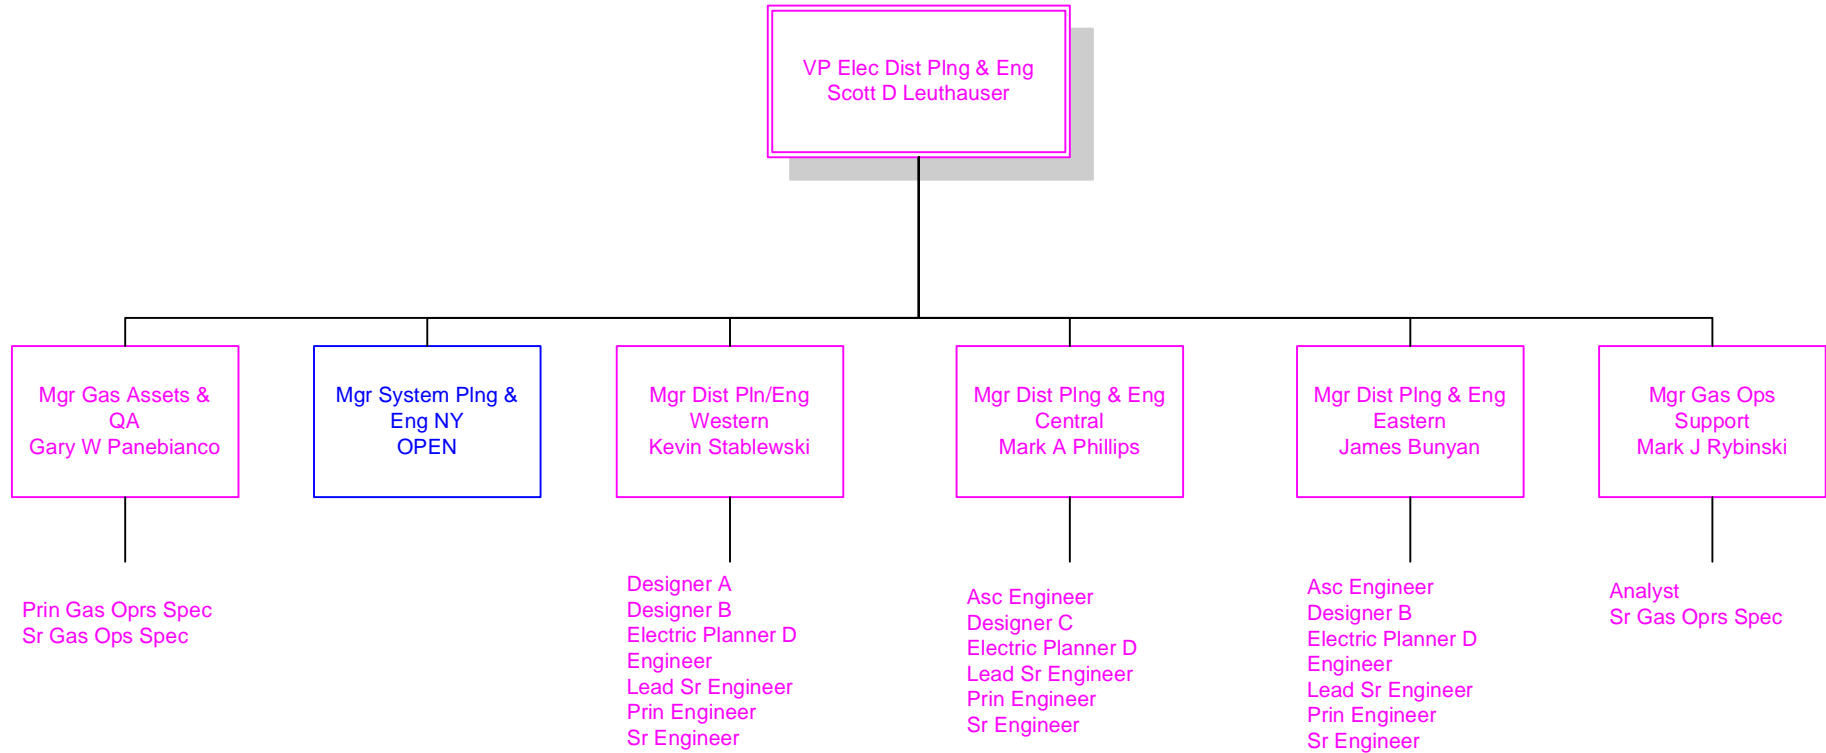 VP Elec Dist Plng & Eng
Scott D Leuthauser
Mgr Gas Assets &
QA
Gary W Panebianco
Mgr System Plng &
Eng NY
OPEN
Mgr Dist Pln/Eng
Western
Kevin Stablewski
Mgr Dist Plng & Eng
Central
Mark A Phillips
Mgr Dist Plng & Eng
Eastern
James Bunyan
Mgr Gas Ops
Support
Mark J Rybinski
Prin Gas Oprs Spec
Sr Gas Ops Spec
Designer A
Designer B
Electric Planner D
Engineer
Lead Sr Engineer
Prin Engineer
Sr Engineer
Asc Engineer
Designer C
Electric Planner D
Lead Sr Engineer
Prin Engineer
Sr Engineer
Asc Engineer
Designer B
Electric Planner D
Engineer
Lead Sr Engineer
Prin Engineer
Sr Engineer
Analyst
Sr Gas Oprs Spec